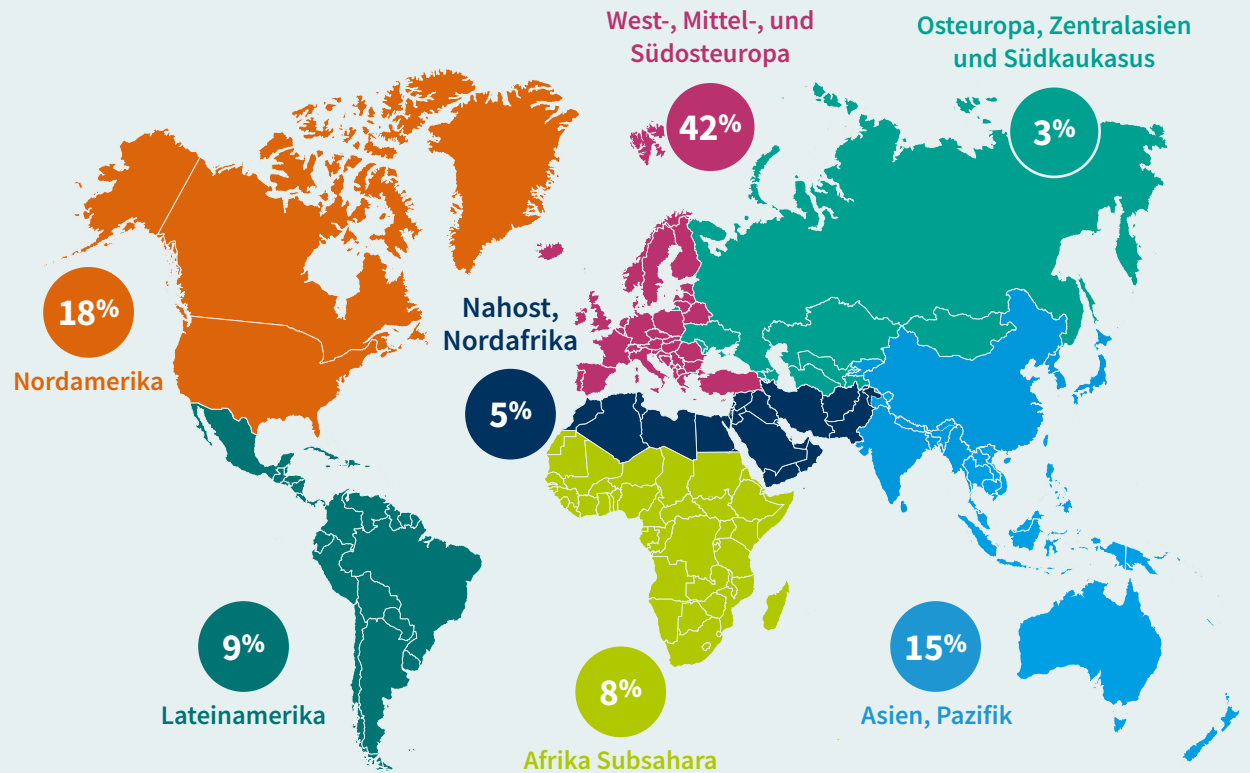 West-, Mittel-, und
Südosteuropa
42%
Osteuropa, Zentralasien
und Südkaukasus
3%
18%
Nordamerika
Nahost,
Nordafrika
5%
9%
Lateinamerika
8%
Afrika Subsahara
15%
Asien, Pazifik